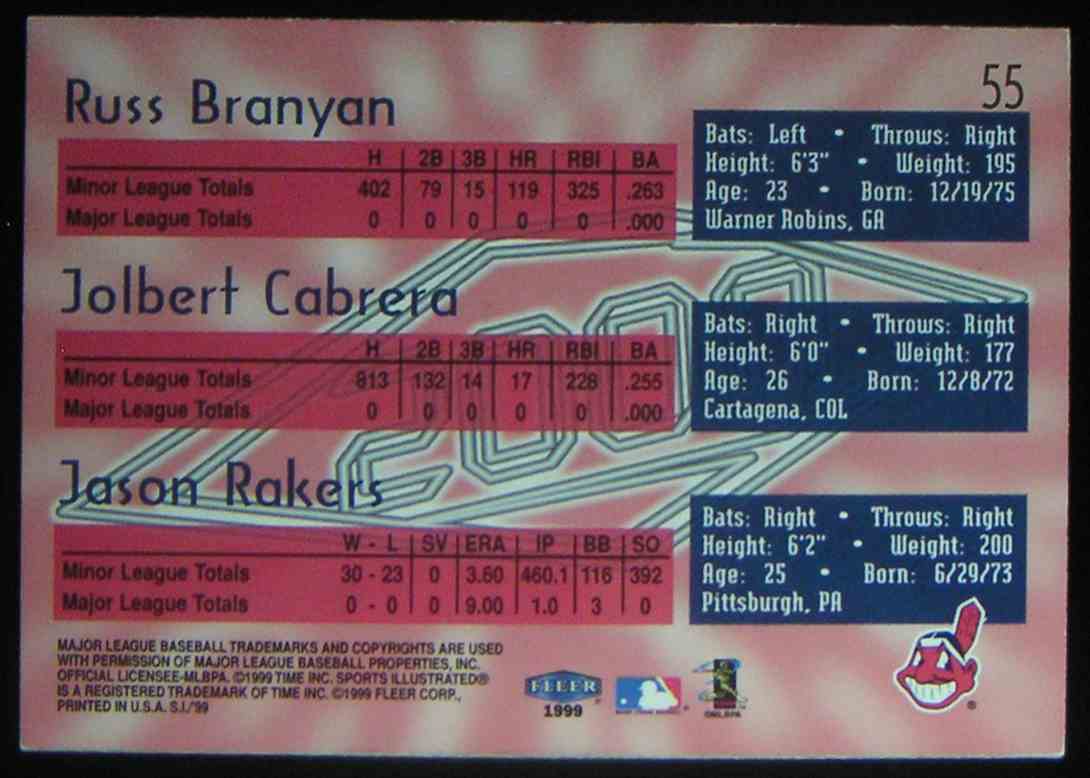 55
Russ Branyan
H 2B 3B HR RBI BA
Minor League Totals 402 79 15 119 325 .263
Major League Totals 0 0 0 0 0 .000
Bats: Left • Throws: Right
Height: 6'3" • Weight: 195
Age: 23 • Born: 12/19/75
Warner Robins, GA
2000
Jolbert Cabrera
H 2B 3B HR RBI BA
Minor League Totals 813 132 14 17 228 .255
Major League Totals 0 0 0 0 0 .000
Bats: Right • Throws: Right
Height: 6'0" • Weight: 177
Age: 26 • Born: 12/8/72
Cartagena, COL
Jason Rakers
W - L SV ERA IP BB SO
Minor League Totals 30 - 23 0 3.60 460.1 116 392
Major League Totals 0 - 0 0 9.00 1.0 3 0
Bats: Right • Throws: Right
Height: 6'2" • Weight: 200
Age: 25 • Born: 6/29/73
Pittsburgh, PA
MAJOR LEAGUE BASEBALL TRADEMARKS AND COPYRIGHTS ARE USED
WITH PERMISSION OF MAJOR LEAGUE BASEBALL PROPERTIES, INC.
OFFICIAL LICENSEE-MLBPA. ©1999 TIME INC. SPORTS ILLUSTRATED®
IS A REGISTERED TRADEMARK OF TIME INC. ©1999 FLEER CORP.,
PRINTED IN U.S.A. S.I./'99
FLEER
1999